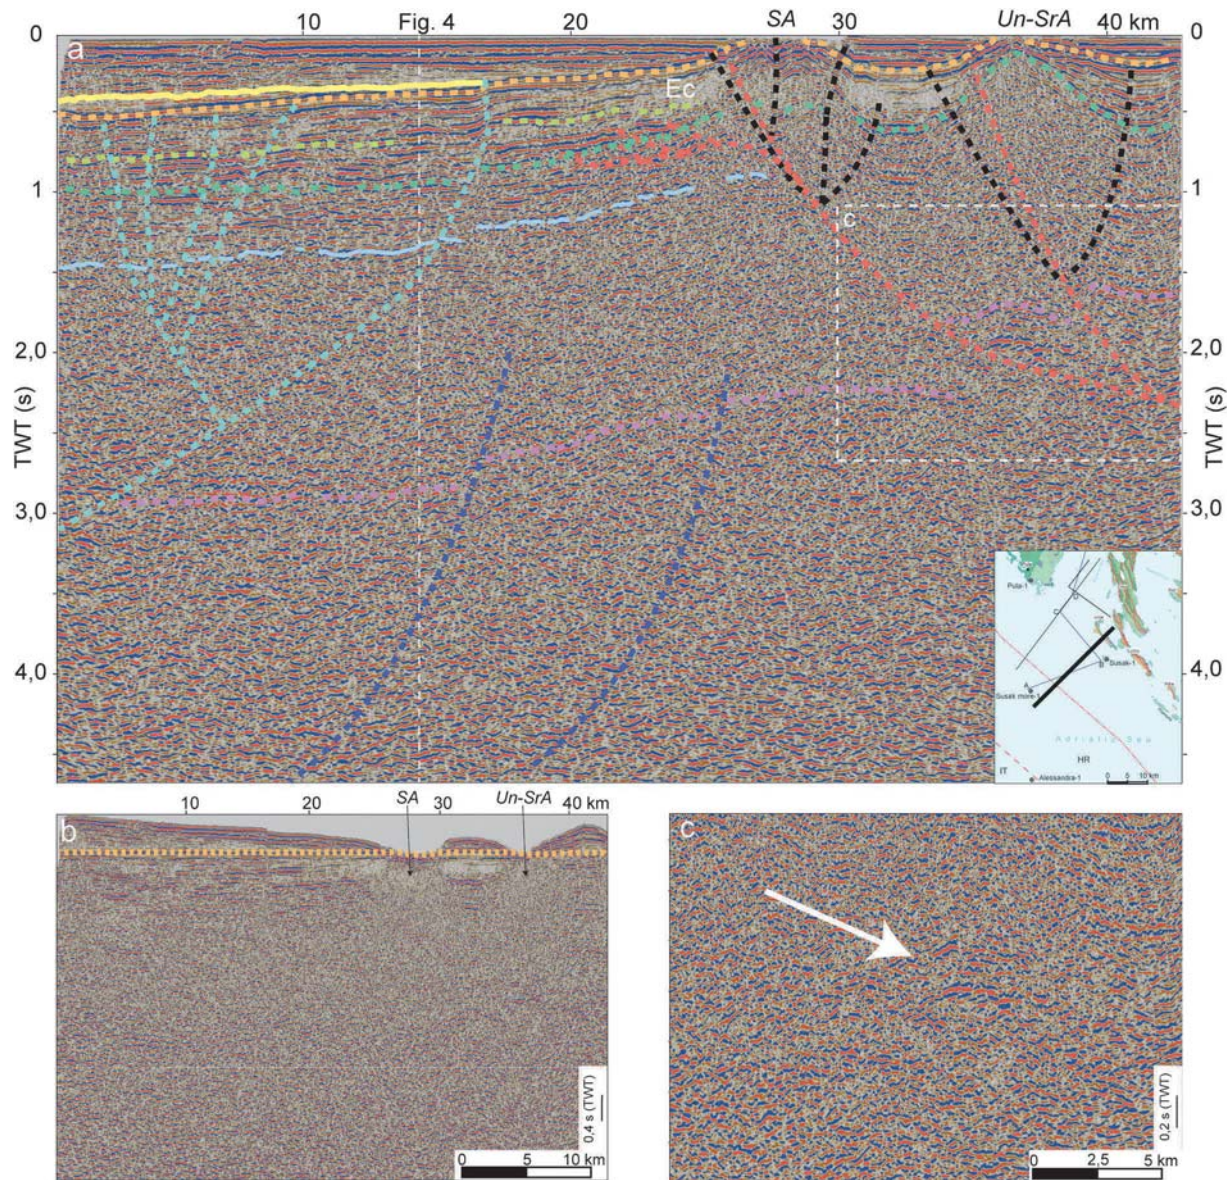 10 Fig. 4 20 SA 30 Un-SrA 40 km
0 a 0
Ec
1 1
c
2,0 2,0
TWT (s) TWT (s)
3,0 3,0
Pula-1
C
B
Susak-1
A
Susak more-1
4,0 4,0
Adriatic Sea
HR
IT
Alessandra-1
0 5 10 km
10 20 SA 30 Un-SrA 40 km
b c
0,4 s (TWT) 0,2 s (TWT)
0 5 10 km 0 2,5 5 km